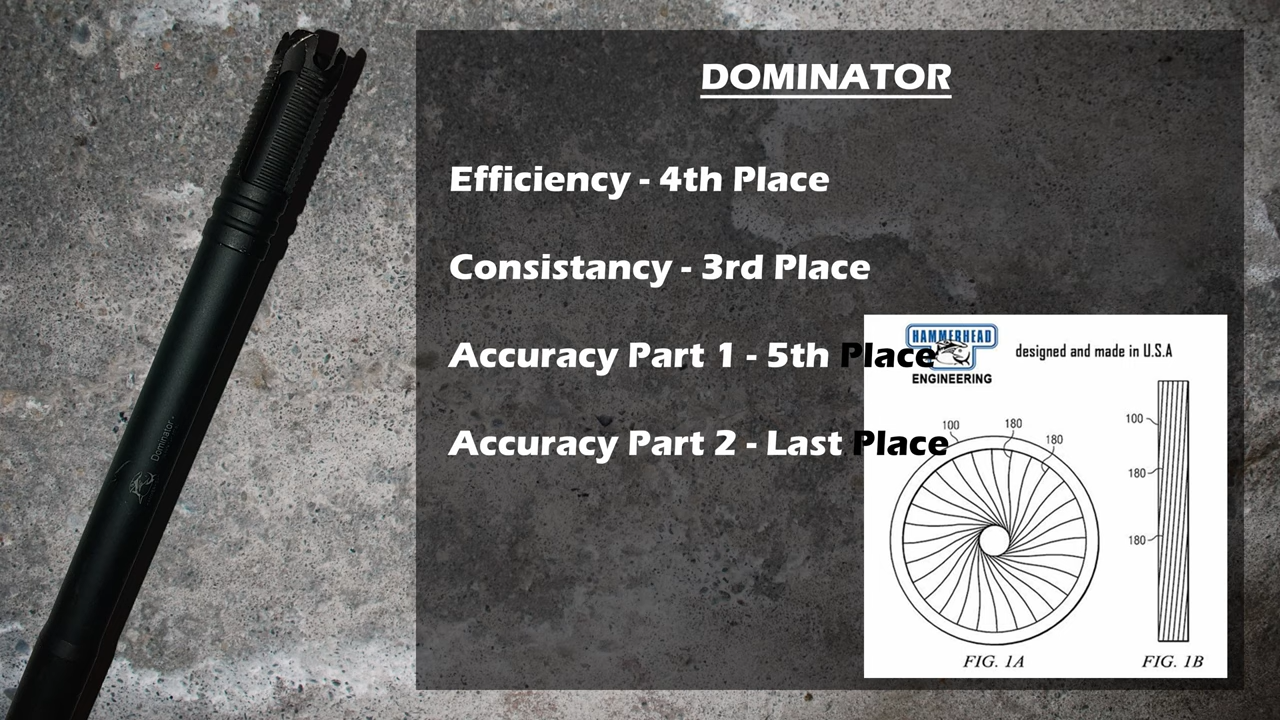 DOMINATOR
Efficiency - 4th Place
Consistancy - 3rd Place
Accuracy Part 1 - 5th Place
Accuracy Part 2 - Last Place
HAMMERHEAD
ENGINEERING
designed and made in U.S.A
100
180
180
100
180
180
FIG. 1A
FIG. 1B
Dominator